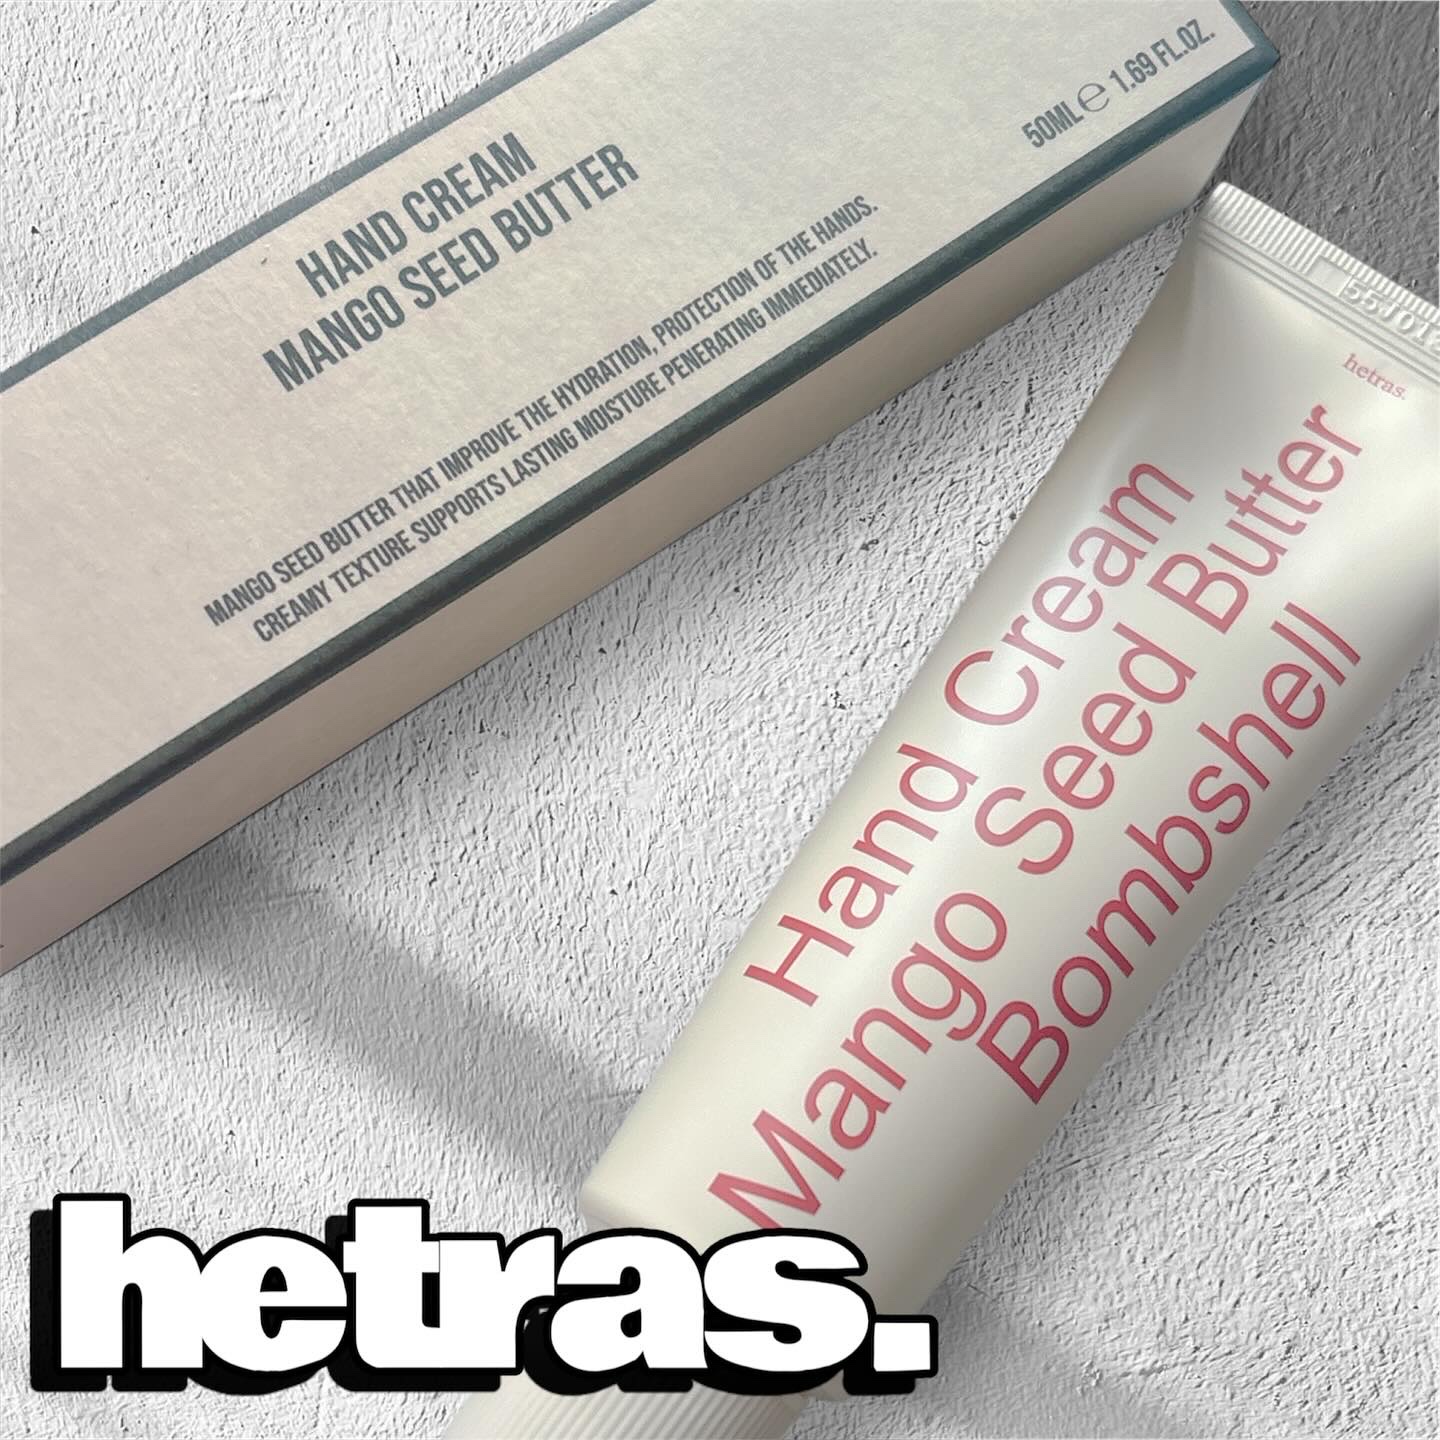 HAND CREAM
MANGO SEED BUTTER
50ML ℮ 1.69 FL.OZ.
MANGO SEED BUTTER THAT IMPROVE THE HYDRATION, PROTECTION OF THE HANDS.
CREAMY TEXTURE SUPPORTS LASTING MOISTURE PENERATING IMMEDIATELY.
hetras.
Hand Cream
Mango Seed Butter
Bombshell
hetras.